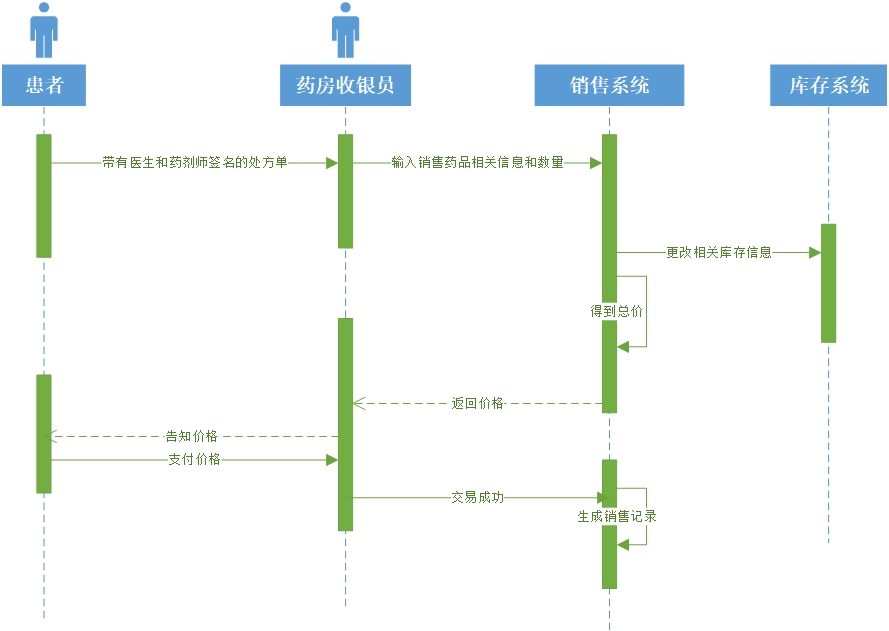 患者
药房收银员
销售系统
库存系统
带有医生和药剂师签名的处方单
输入销售药品相关信息和数量
更改相关库存信息
得到总价
返回价格
告知价格
支付价格
交易成功
生成销售记录